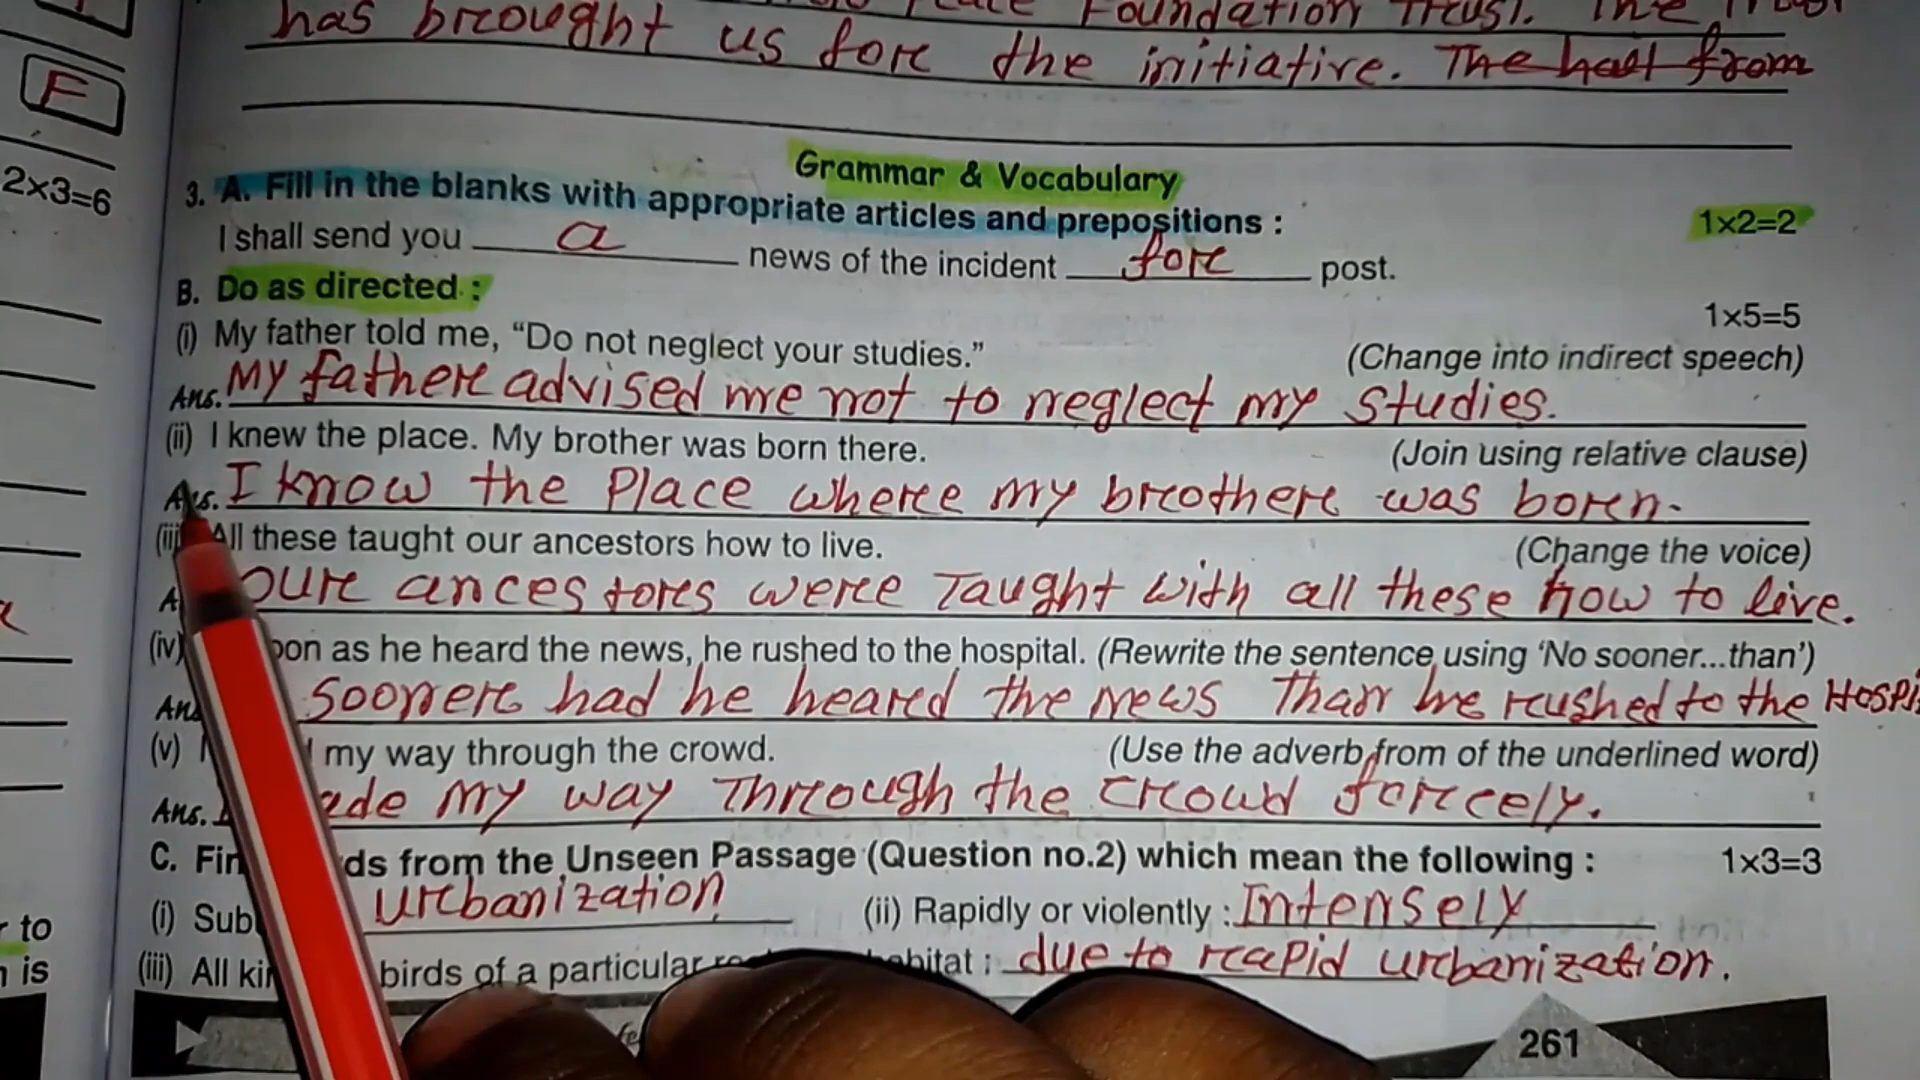 Foundation Trust. The
has brought us for the initiative. The hat from
F
2×3=6
Grammar & Vocabulary
3. A. Fill in the blanks with appropriate articles and prepositions : 1×2=2
I shall send you a news of the incident for post.
B. Do as directed : 1×5=5
(i) My father told me, “Do not neglect your studies.” (Change into indirect speech)
Ans. My father advised me not to neglect my studies.
(ii) I knew the place. My brother was born there. (Join using relative clause)
Ans. I know the place where my brother was born.
(iii) All these taught our ancestors how to live. (Change the voice)
our ancestors were Taught with all these how to live.
(iv) as he heard the news, he rushed to the hospital. (Rewrite the sentence using ‘No sooner...than’)
sooner had he heared the news Than he rushed to the
(v) my way through the crowd. (Use the adverb from of the underlined word)
Ans. my way Through the crowd forcely.
C. from the Unseen Passage (Question no.2) which mean the following : 1×3=3
(i) urbanization (ii) Rapidly or violently : Intensely
(iii) All birds of a particular : due to rapid urbanization.
to
is
261